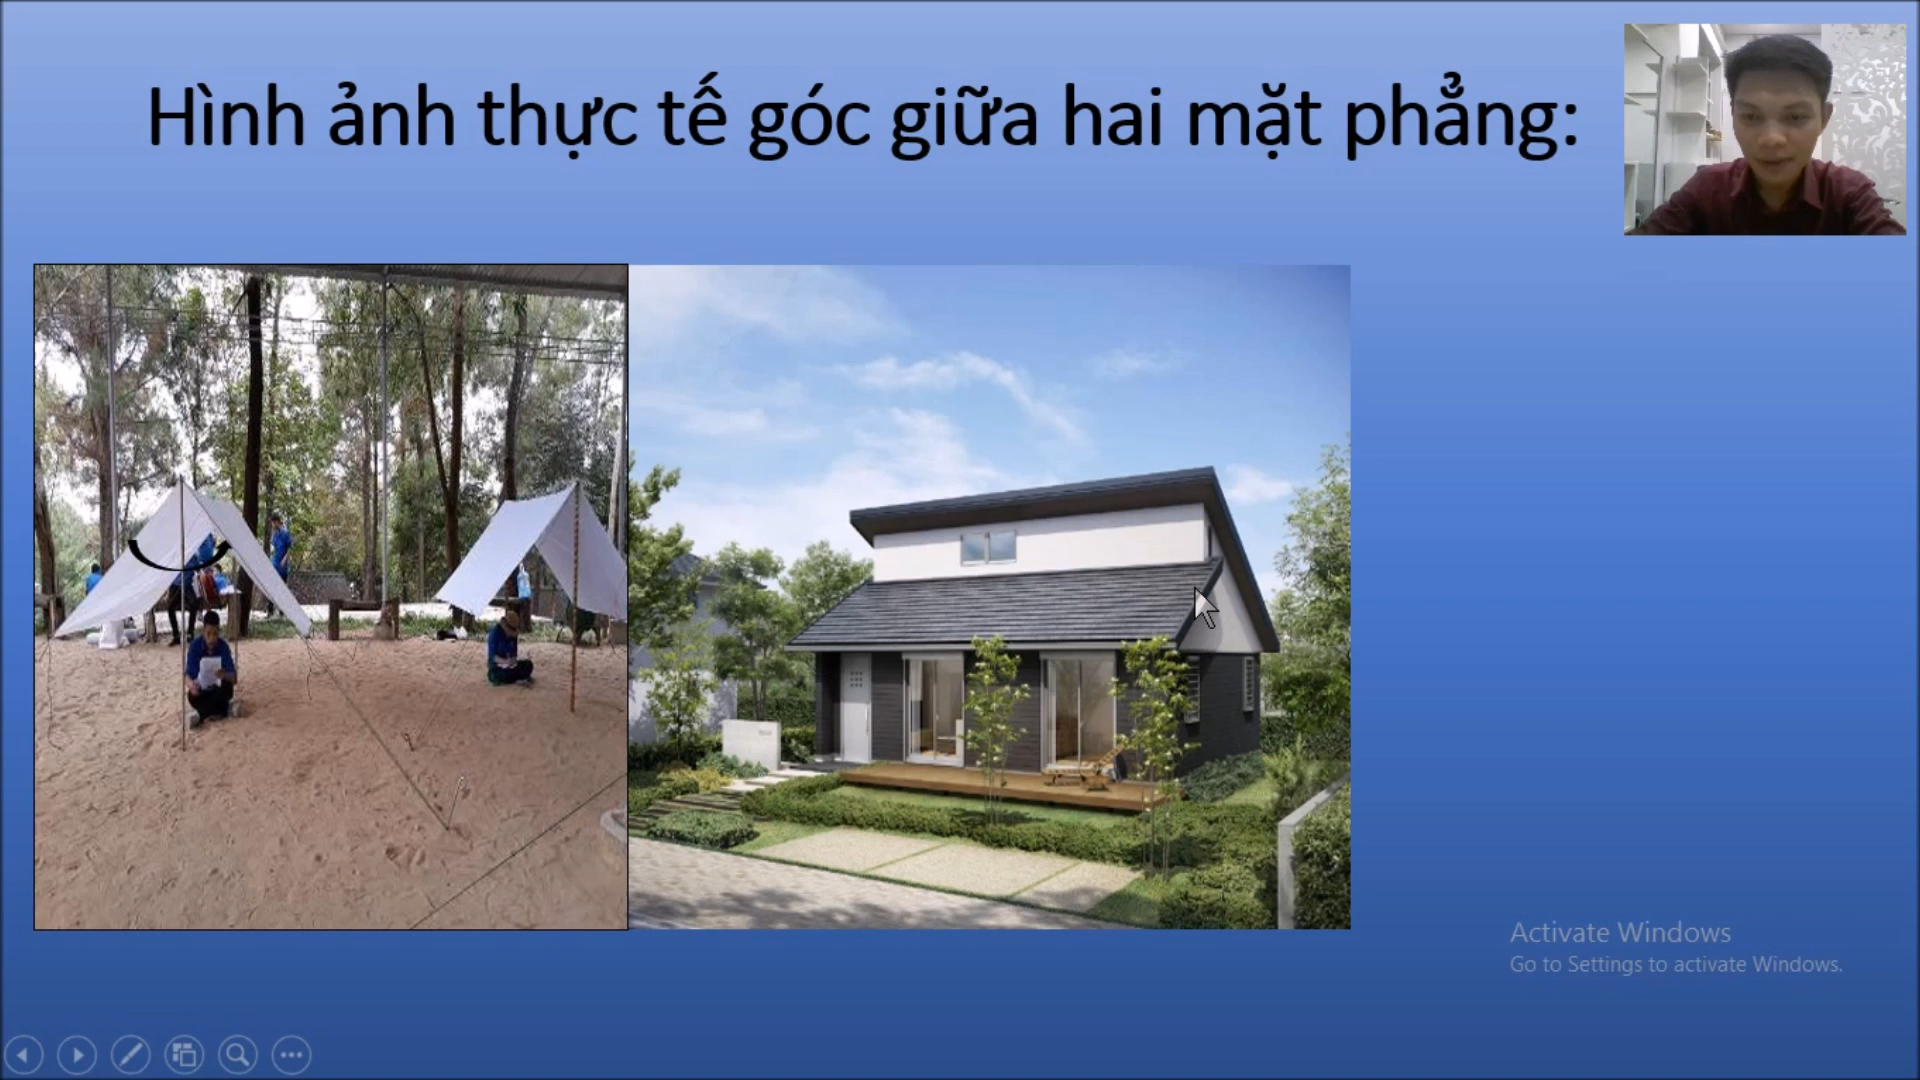 Hình ảnh thực tế góc giữa hai mặt phẳng:
Activate Windows
Go to Settings to activate Windows.